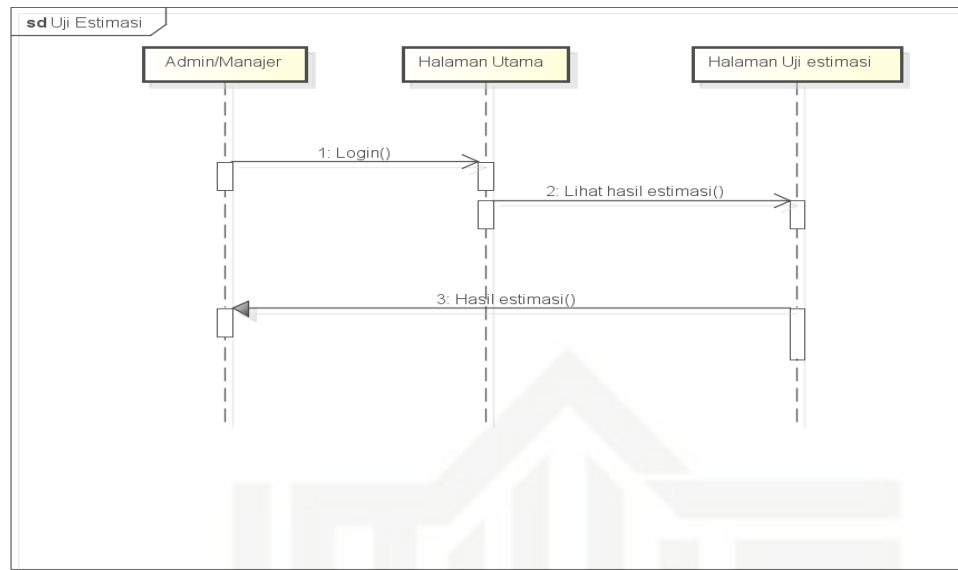 sd Uji Estimasi
Admin/Manajer
Halaman Utama
Halaman Uji estimasi
1: Login()
2: Lihat hasil estimasi()
3: Hasil estimasi()